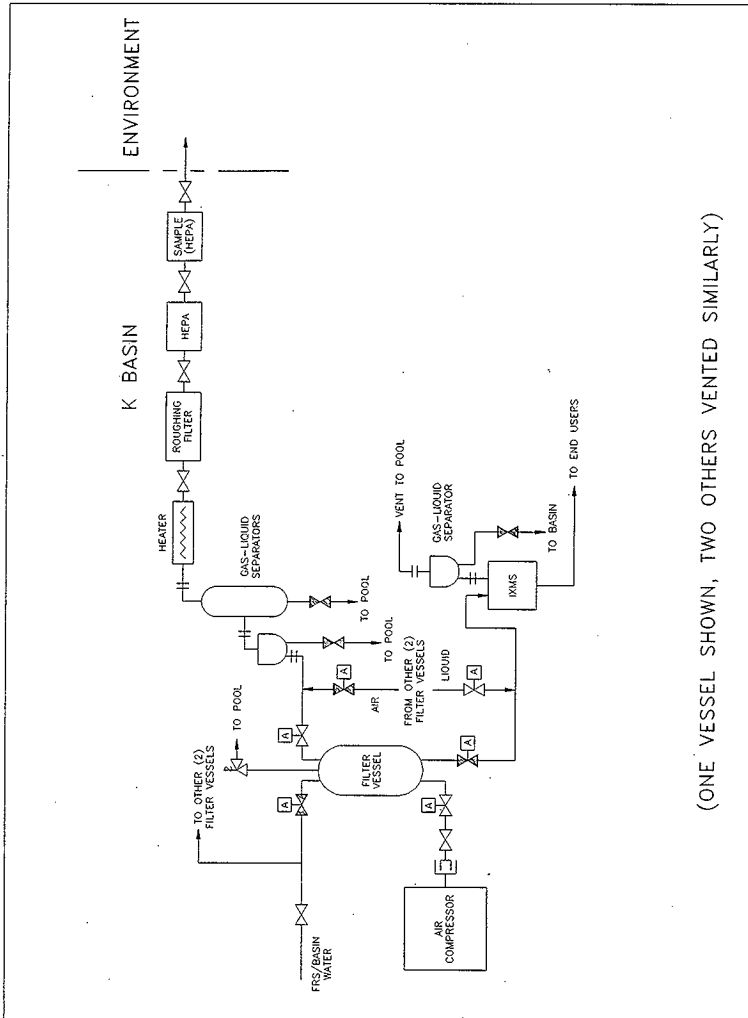 K BASIN
ENVIRONMENT
HEATER
ROUGHING
FILTER
HEPA
SAMPLE
(HEPA)
GAS-LIQUID
SEPARATORS
TO POOL
TO POOL
TO OTHER (2)
FILTER VESSELS
TO POOL
A
A
A
AIR
FROM OTHER (2)
FILTER VESSELS
LIQUID
A
FRS/BASIN
WATER
FILTER
VESSEL
A
A
AIR
COMPRESSOR
VENT TO POOL
GAS-LIQUID
SEPARATOR
TO BASIN
IXMS
TO END USERS
(ONE VESSEL SHOWN, TWO OTHERS VENTED SIMILARLY)